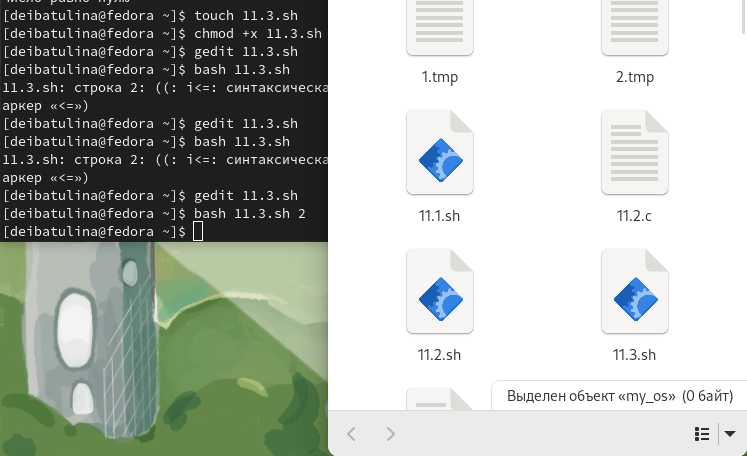 [deibatulina@fedora ~]$ touch 11.3.sh
[deibatulina@fedora ~]$ chmod +x 11.3.sh
[deibatulina@fedora ~]$ gedit 11.3.sh
[deibatulina@fedora ~]$ bash 11.3.sh
11.3.sh: строка 2: ((: i<=: синтаксическа
аркер «<=»)
[deibatulina@fedora ~]$ gedit 11.3.sh
[deibatulina@fedora ~]$ bash 11.3.sh
11.3.sh: строка 2: ((: i<=: синтаксическа
аркер «<=»)
[deibatulina@fedora ~]$ gedit 11.3.sh
[deibatulina@fedora ~]$ bash 11.3.sh 2
[deibatulina@fedora ~]$
1.tmp
2.tmp
11.1.sh
11.2.c
11.2.sh
11.3.sh
Выделен объект «my_os» (0 байт)